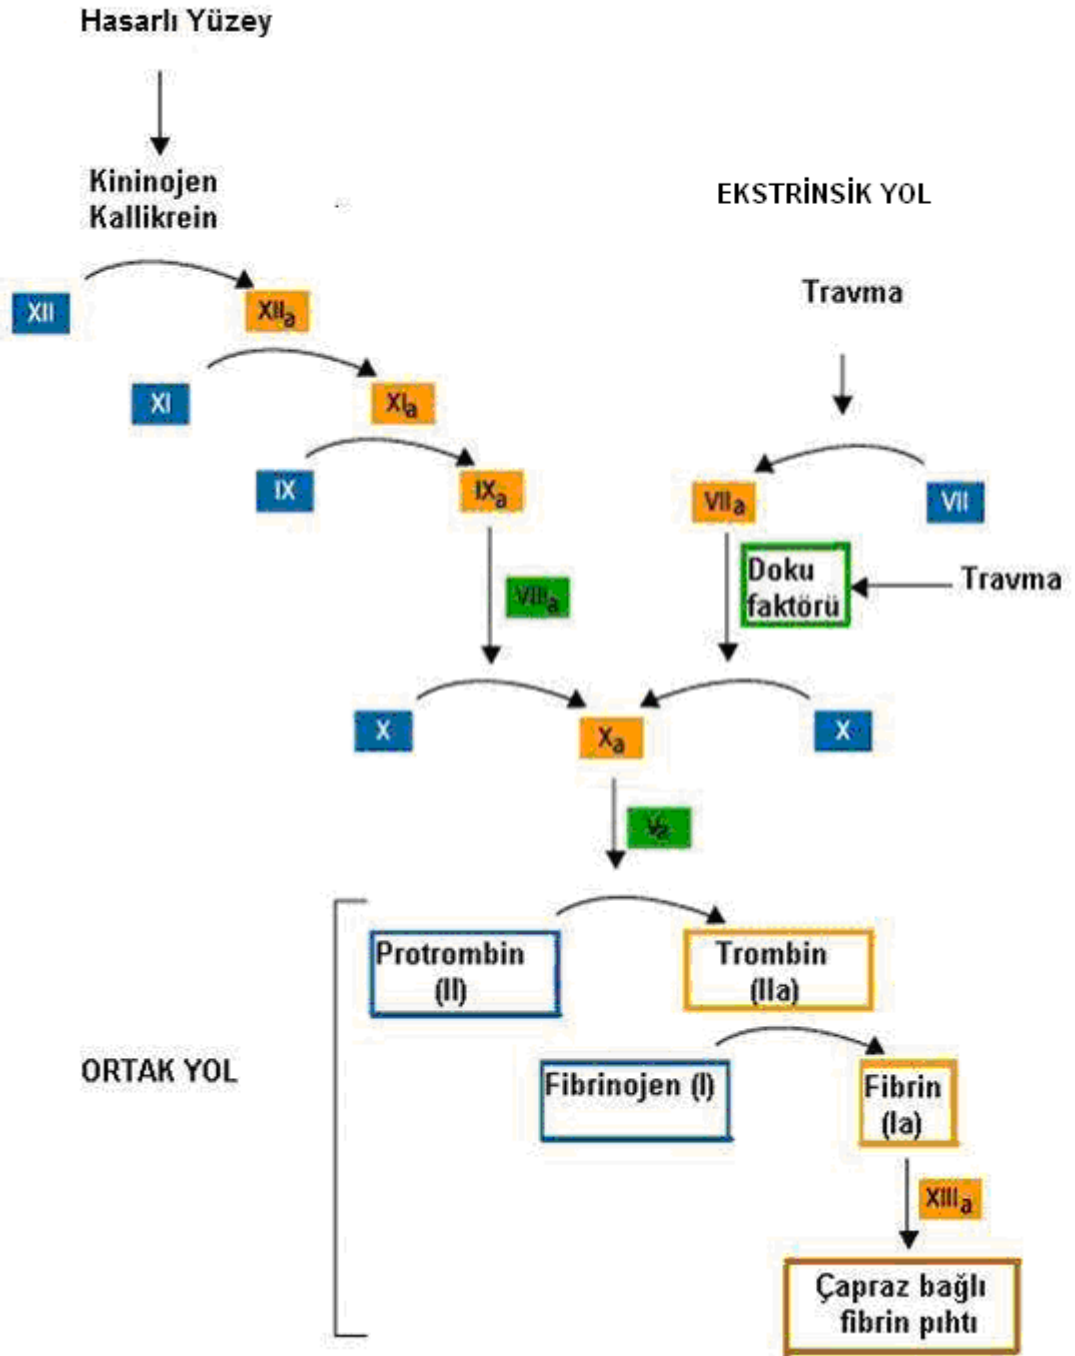 Hasarlı Yüzey
Kininojen
Kallikrein
EKSTRİNSİK YOL
Travma
XII
XIIa
XI
XIa
IX
IXa
VIIa
VII
VIIIa
Doku
faktörü
Travma
X
Xa
X
Va
Protrombin
(II)
Trombin
(IIa)
ORTAK YOL
Fibrinojen (I)
Fibrin
(Ia)
XIIIa
Çapraz bağlı
fibrin pıhtı